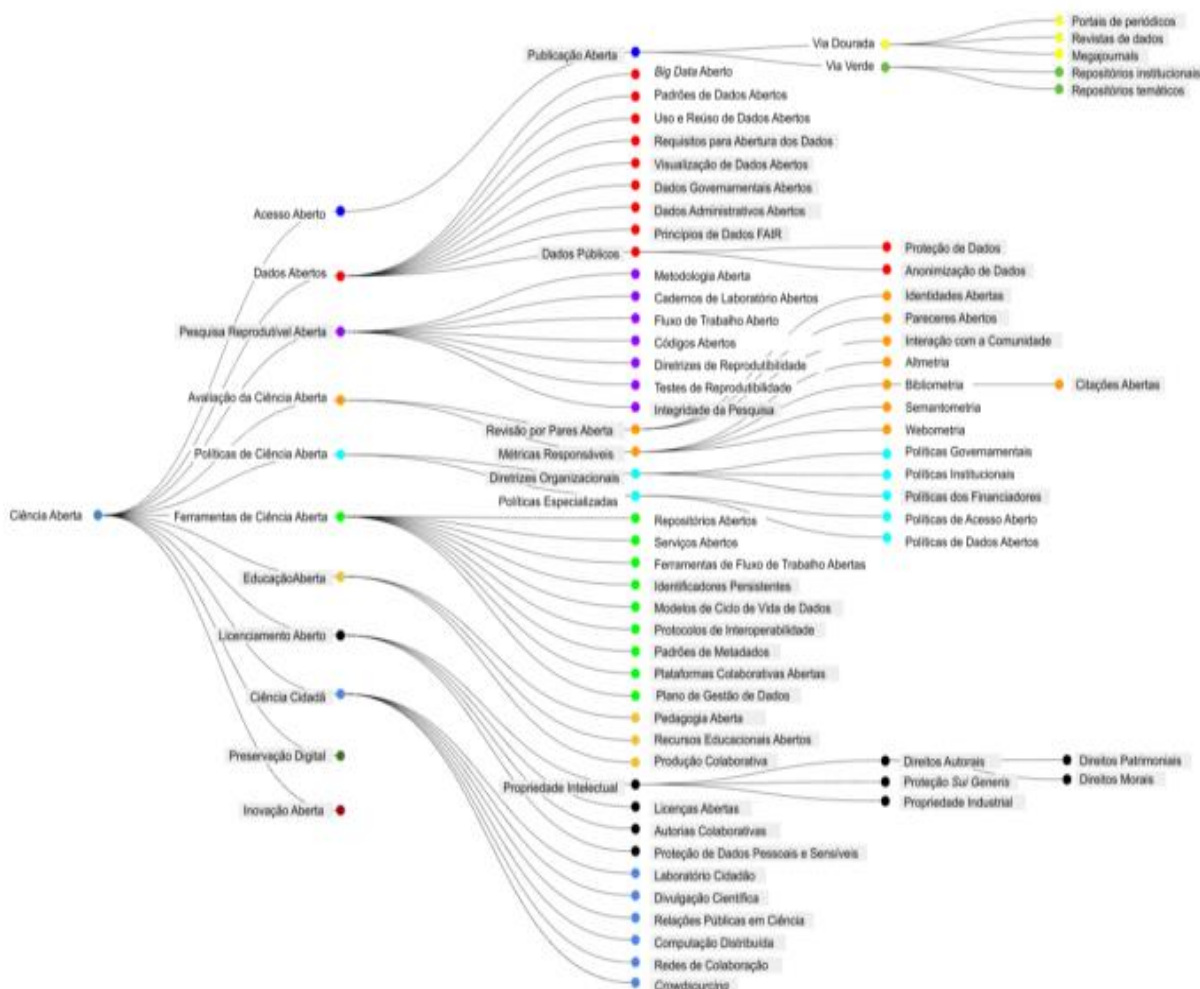 Ciência Aberta
Acesso Aberto
Publicação Aberta
Via Dourada
Portais de periódicos
Revistas de dados
Megajournals
Via Verde
Repositórios institucionais
Repositórios temáticos
Dados Abertos
Big Data Aberto
Padrões de Dados Abertos
Uso e Reúso de Dados Abertos
Requisitos para Abertura dos Dados
Visualização de Dados Abertos
Dados Governamentais Abertos
Dados Administrativos Abertos
Princípios de Dados FAIR
Dados Públicos
Proteção de Dados
Anonimização de Dados
Pesquisa Reprodutível Aberta
Metodologia Aberta
Cadernos de Laboratório Abertos
Fluxo de Trabalho Aberto
Códigos Abertos
Diretrizes de Reprodutibilidade
Testes de Reprodutibilidade
Integridade da Pesquisa
Avaliação da Ciência Aberta
Revisão por Pares Aberta
Identidades Abertas
Pareceres Abertos
Interação com a Comunidade
Métricas Responsáveis
Altmetria
Bibliometria
Citações Abertas
Semantometria
Webometria
Políticas de Ciência Aberta
Diretrizes Organizacionais
Políticas Governamentais
Políticas Institucionais
Políticas dos Financiadores
Políticas Especializadas
Políticas de Acesso Aberto
Políticas de Dados Abertos
Ferramentas de Ciência Aberta
Repositórios Abertos
Serviços Abertos
Ferramentas de Fluxo de Trabalho Abertas
Identificadores Persistentes
Modelos de Ciclo de Vida de Dados
Protocolos de Interoperabilidade
Padrões de Metadados
Plataformas Colaborativas Abertas
Plano de Gestão de Dados
EducaçãoAberta
Pedagogia Aberta
Recursos Educacionais Abertos
Produção Colaborativa
Licenciamento Aberto
Propriedade Intelectual
Direitos Autorais
Direitos Patrimoniais
Direitos Morais
Proteção Sui Generis
Propriedade Industrial
Licenças Abertas
Autorias Colaborativas
Proteção de Dados Pessoais e Sensíveis
Ciência Cidadã
Laboratório Cidadão
Divulgação Científica
Relações Públicas em Ciência
Computação Distribuída
Redes de Colaboração
Crowdsourcing
Preservação Digital
Inovação Aberta